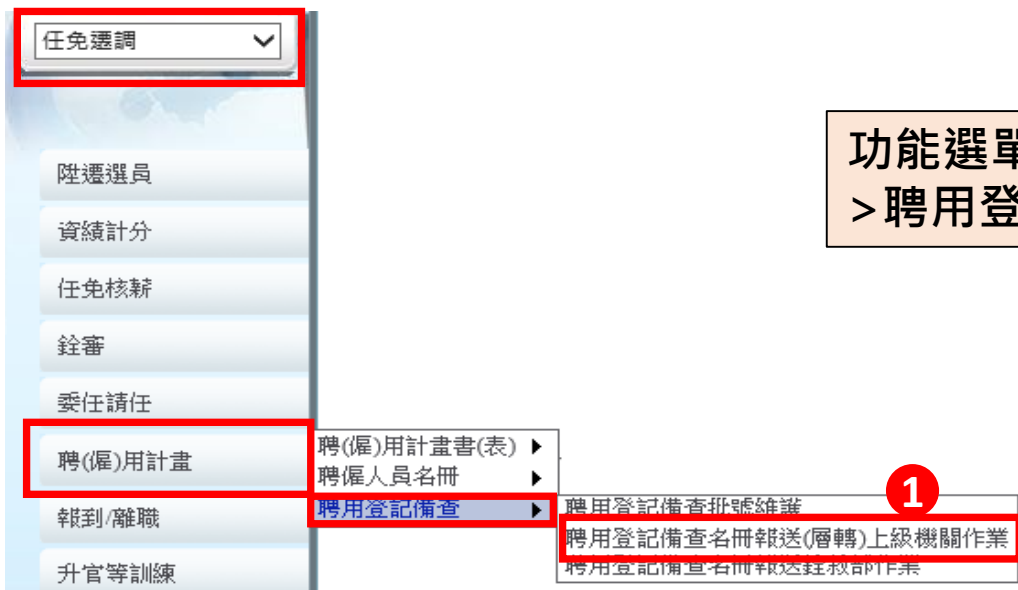 任免遷調
陞遷選員
資績計分
任免核薪
銓審
委任請任
聘(僱)用計畫
報到/離職
升官等訓練
聘(僱)用計畫書(表)
聘僱人員名冊
聘用登記備查
1
聘用登記備查批號維護
聘用登記備查名冊報送(層轉)上級機關作業
聘用登記備查名冊報送銓敘部作業
功能選單
>聘用登